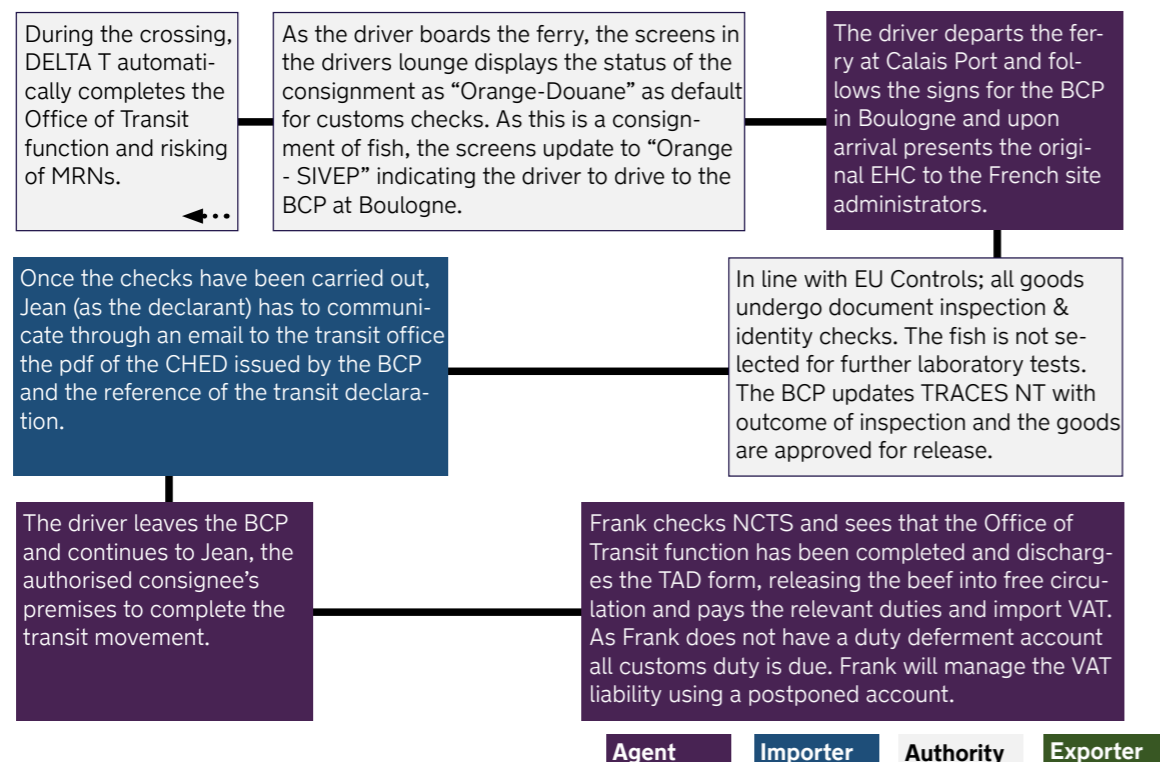 During the crossing,
DELTA T automati-
cally completes the
Office of Transit
function and risking
of MRNs.
As the driver boards the ferry, the screens in
the drivers lounge displays the status of the
consignment as “Orange-Douane” as default
for customs checks. As this is a consign-
ment of fish, the screens update to “Orange
- SIVEP” indicating the driver to drive to the
BCP at Boulogne.
The driver departs the fer-
ry at Calais Port and fol-
lows the signs for the BCP
in Boulogne and upon
arrival presents the origi-
nal EHC to the French site
administrators.
In line with EU Controls; all goods
undergo document inspection &
identity checks. The fish is not se-
lected for further laboratory tests.
The BCP updates TRACES NT with
outcome of inspection and the goods
are approved for release.
Once the checks have been carried out,
Jean (as the declarant) has to communi-
cate through an email to the transit office
the pdf of the CHED issued by the BCP
and the reference of the transit declara-
tion.
The driver leaves the BCP
and continues to Jean, the
authorised consignee’s
premises to complete the
transit movement.
Frank checks NCTS and sees that the Office of
Transit function has been completed and discharg-
es the TAD form, releasing the beef into free circu-
lation and pays the relevant duties and import VAT.
As Frank does not have a duty deferment account
all customs duty is due. Frank will manage the VAT
liability using a postponed account.
Agent Importer Authority Exporter